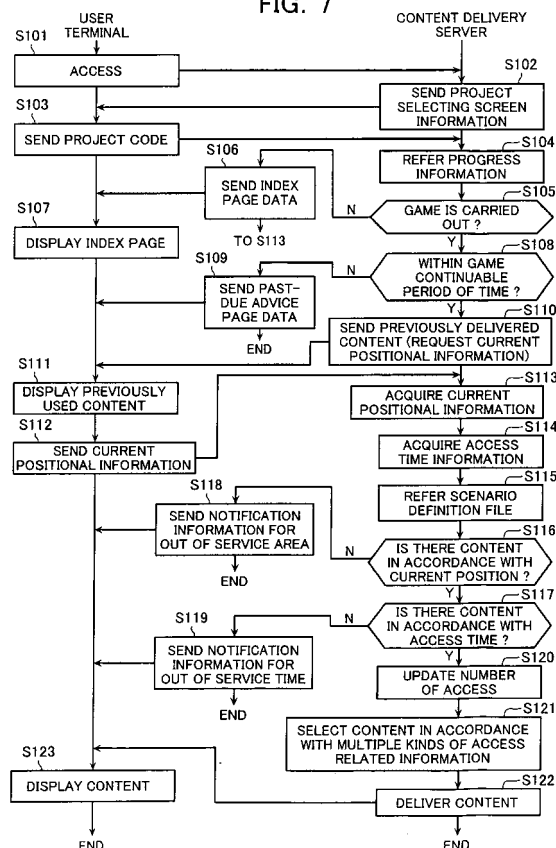 FIG. 7
USER
TERMINAL
CONTENT DELIVERY
SERVER
S101
ACCESS
S102
SEND PROJECT
SELECTING SCREEN
INFORMATION
S103
SEND PROJECT CODE
S104
REFER PROGRESS
INFORMATION
S105
GAME IS CARRIED
OUT ?
N
Y
S106
SEND INDEX
PAGE DATA
TO S113
S107
DISPLAY INDEX PAGE
S108
WITHIN GAME
CONTINUABLE
PERIOD OF TIME ?
N
Y
S109
SEND PAST-
DUE ADVICE
PAGE DATA
END
S110
SEND PREVIOUSLY DELIVERED
CONTENT (REQUEST CURRENT
POSITIONAL INFORMATION)
S111
DISPLAY PREVIOUSLY
USED CONTENT
S112
SEND CURRENT
POSITIONAL INFORMATION
S113
ACQUIRE CURRENT
POSITIONAL INFORMATION
S114
ACQUIRE ACCESS
TIME INFORMATION
S115
REFER SCENARIO
DEFINITION FILE
S116
IS THERE CONTENT
IN ACCORDANCE WITH
CURRENT POSITION ?
N
Y
S118
SEND NOTIFICATION
INFORMATION FOR
OUT OF SERVICE AREA
END
S117
IS THERE CONTENT
IN ACCORDANCE WITH
ACCESS TIME ?
N
Y
S119
SEND NOTIFICATION
INFORMATION FOR
OUT OF SERVICE TIME
END
S120
UPDATE NUMBER
OF ACCESS
S121
SELECT CONTENT IN ACCORDANCE
WITH MULTIPLE KINDS OF ACCESS
RELATED INFORMATION
S122
DELIVER CONTENT
S123
DISPLAY CONTENT
END
END